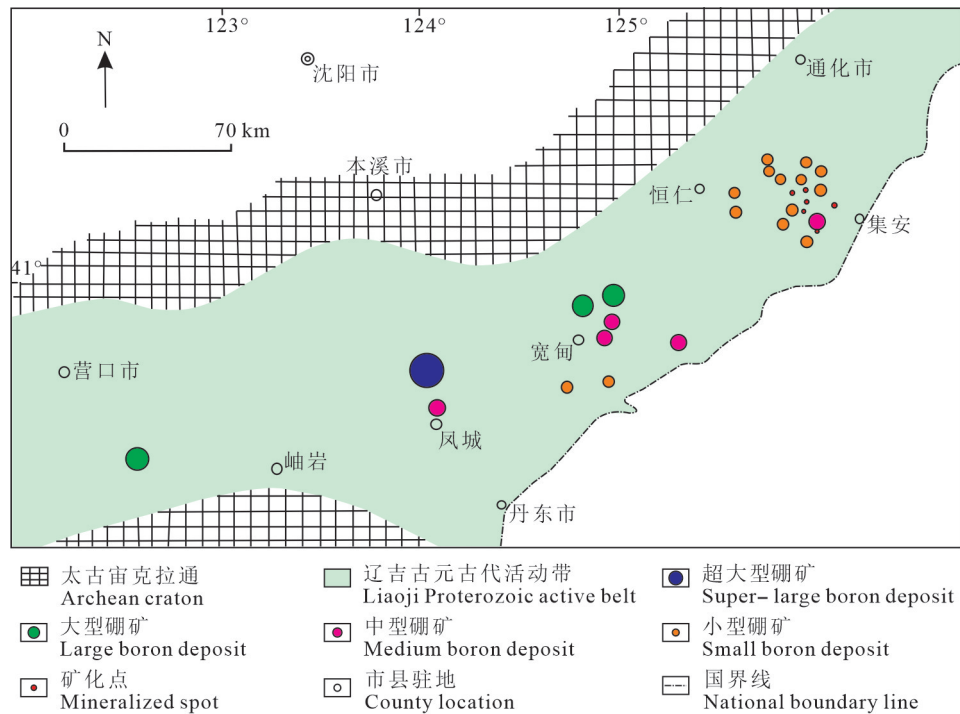 123°
124°
125°
N
沈阳市
通化市
0
70 km
本溪市
恒仁
集安
41°
宽甸
营口市
凤城
岫岩
丹东市
太古宙克拉通
Archean craton
辽吉古元古代活动带
Liaoji Proterozoic active belt
超大型硼矿
Super-large boron deposit
大型硼矿
Large boron deposit
中型硼矿
Medium boron deposit
小型硼矿
Small boron deposit
矿化点
Mineralized spot
市县驻地
County location
国界线
National boundary line